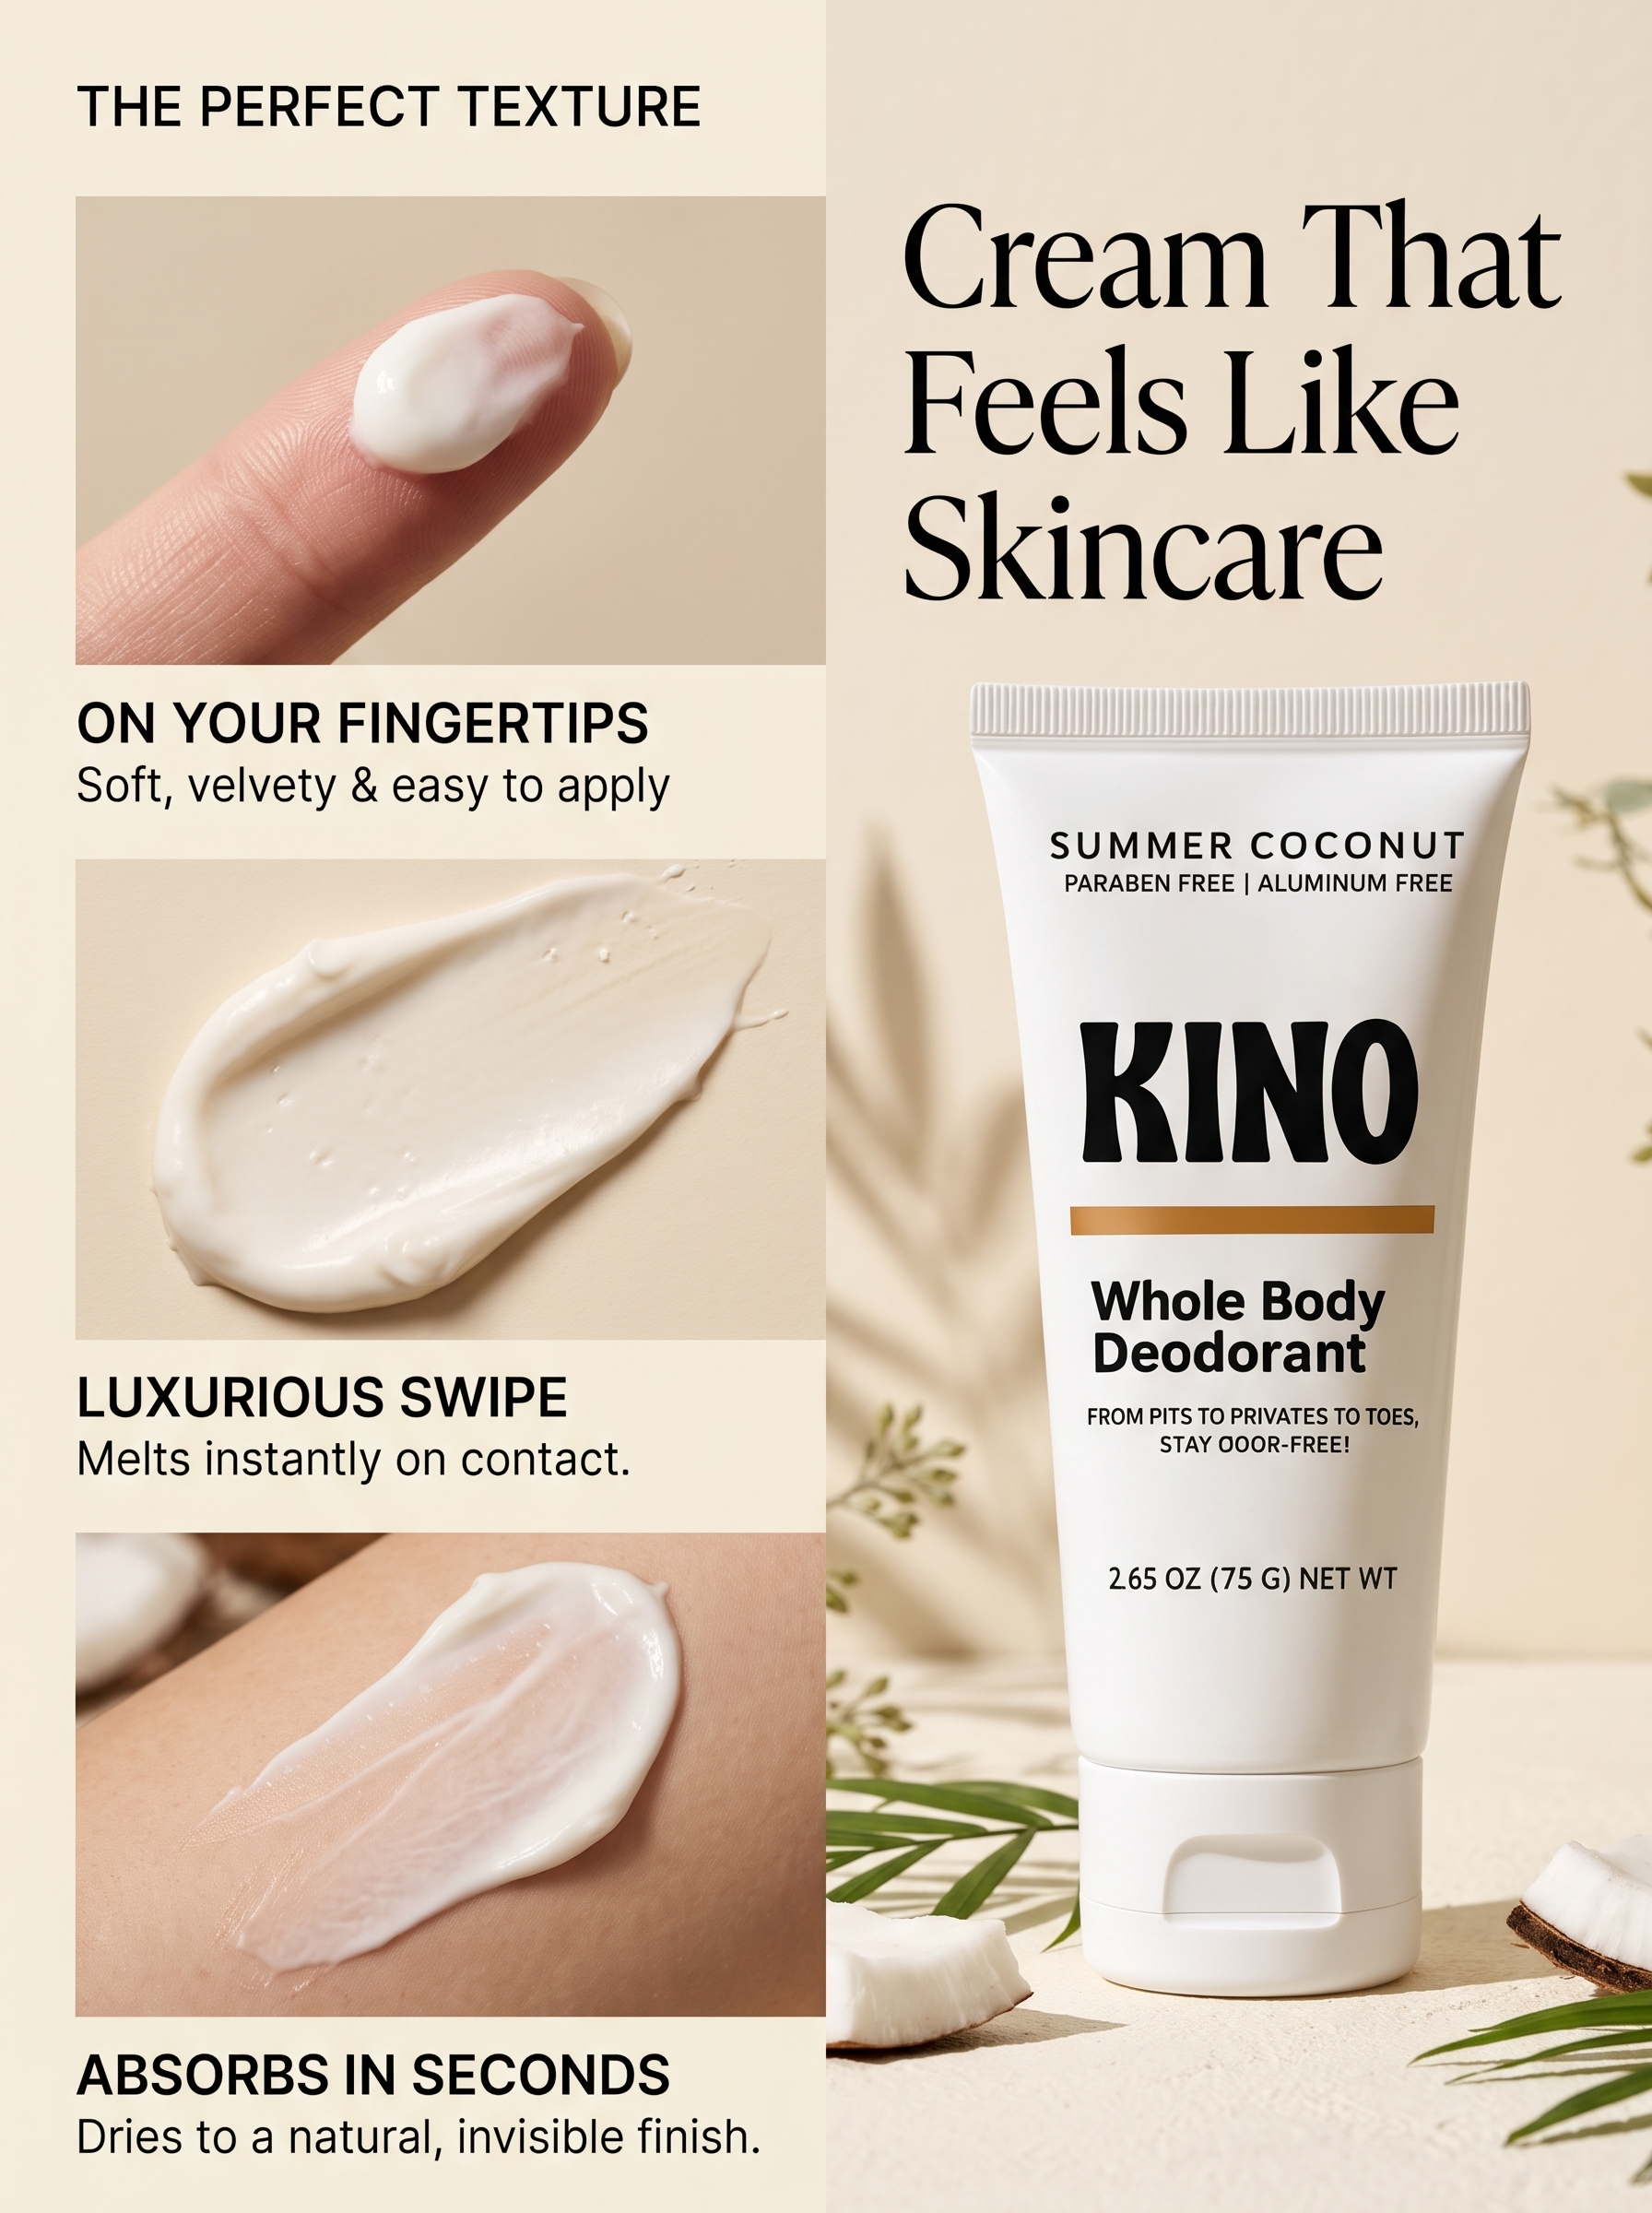 THE PERFECT TEXTURE
ON YOUR FINGERTIPS
Soft, velvety & easy to apply
LUXURIOUS SWIPE
Melts instantly on contact.
ABSORBS IN SECONDS
Dries to a natural, invisible finish.
Cream That
Feels Like
Skincare
SUMMER COCONUT
PARABEN FREE | ALUMINUM FREE
KINO
Whole Body
Deodorant
FROM PITS TO PRIVATES TO TOES,
STAY OOOR-FREE!
2.65 OZ (75 G) NET WT